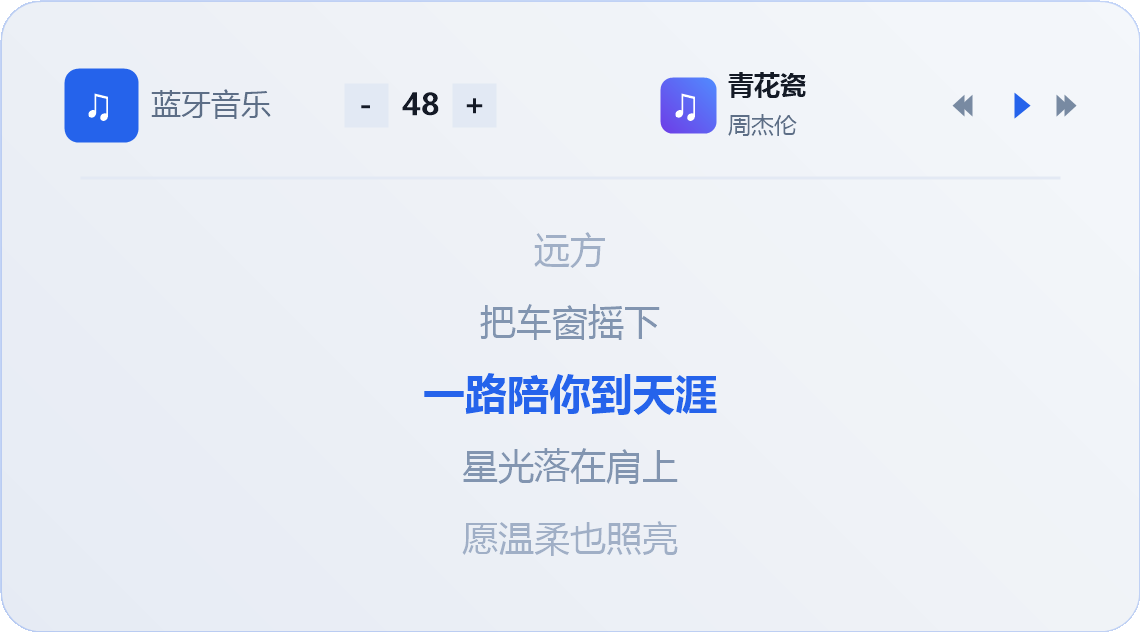 蓝牙音乐
- 48 +
青花瓷
周杰伦
远方
把车窗摇下
一路陪你到天涯
星光落在肩上
愿温柔也照亮